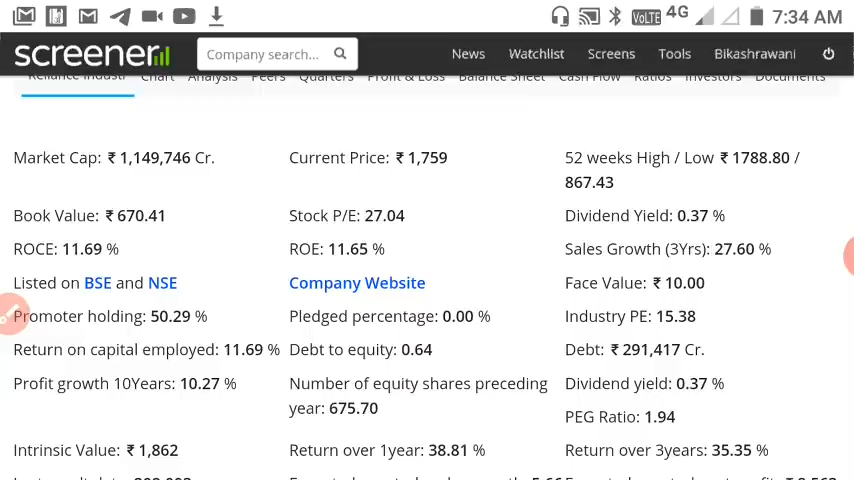 7:34 AM
VoLTE 4G
screener
Company search...
News Watchlist Screens Tools Bikashrawani
Reliance Industri Chart Analysis Peers Quarters Profit & Loss Balance Sheet Cash Flow Ratios Investors Documents
Market Cap: ₹ 1,149,746 Cr. Current Price: ₹ 1,759 52 weeks High / Low ₹ 1788.80 /
867.43
Book Value: ₹ 670.41 Stock P/E: 27.04 Dividend Yield: 0.37 %
ROCE: 11.69 % ROE: 11.65 % Sales Growth (3Yrs): 27.60 %
Listed on BSE and NSE Company Website Face Value: ₹ 10.00
Promoter holding: 50.29 % Pledged percentage: 0.00 % Industry PE: 15.38
Return on capital employed: 11.69 % Debt to equity: 0.64 Debt: ₹ 291,417 Cr.
Profit growth 10Years: 10.27 % Number of equity shares preceding Dividend yield: 0.37 %
year: 675.70
PEG Ratio: 1.94
Intrinsic Value: ₹ 1,862 Return over 1year: 38.81 % Return over 3years: 35.35 %